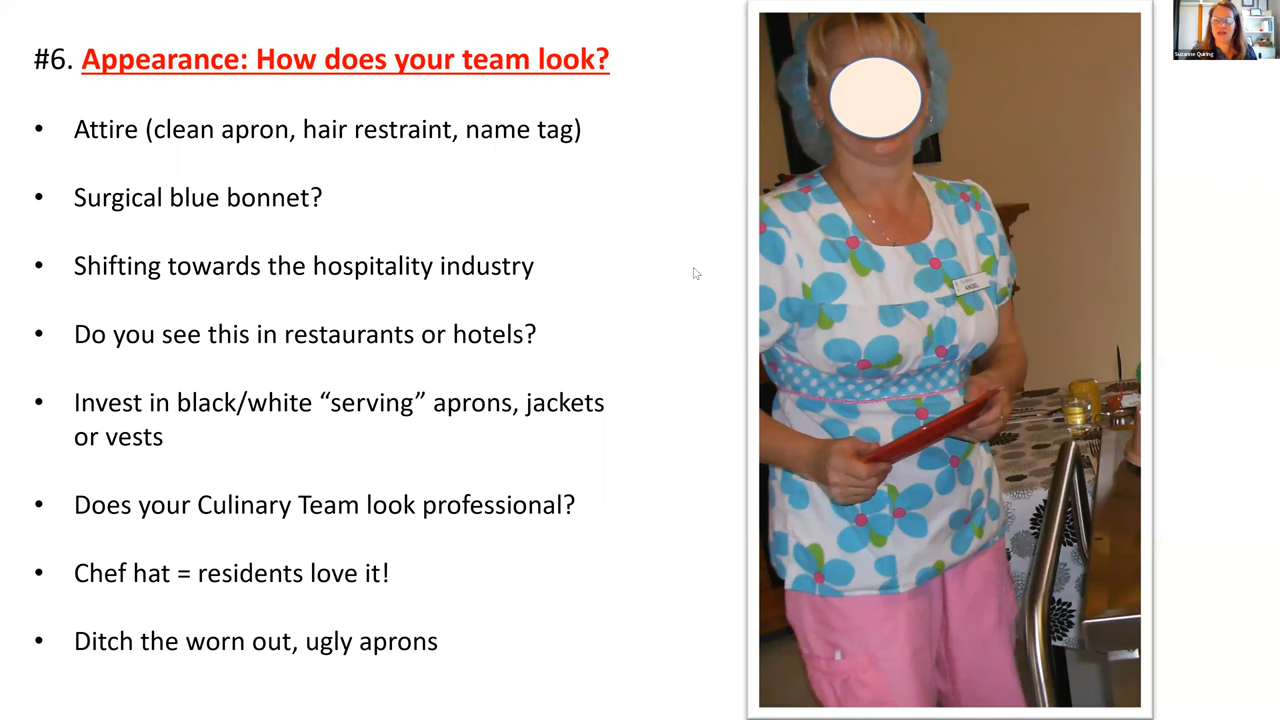 #6. Appearance: How does your team look?
• Attire (clean apron, hair restraint, name tag)
• Surgical blue bonnet?
• Shifting towards the hospitality industry
• Do you see this in restaurants or hotels?
• Invest in black/white “serving” aprons, jackets
or vests
• Does your Culinary Team look professional?
• Chef hat = residents love it!
• Ditch the worn out, ugly aprons
Suzanne Quiring